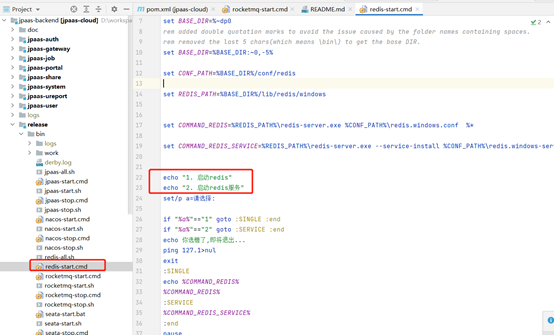 Project
pom.xml (jpaas-cloud)
rocketmq-start.cmd
README.md
redis-start.cmd
jpaas-backend [jpaas-cloud] D:\workspa
doc
jpaas-auth
jpaas-gateway
jpaas-job
jpaas-portal
jpaas-share
jpaas-system
jpaas-ureport
jpaas-user
logs
release
bin
logs
work
derby.log
jpaas-all.sh
jpaas-start.cmd
jpaas-start.sh
jpaas-stop.cmd
jpaas-stop.sh
nacos-start.cmd
nacos-start.sh
nacos-stop.cmd
nacos-stop.sh
redis-all.sh
redis-start.cmd
rocketmq-start.cmd
rocketmq-start.sh
rocketmq-stop.cmd
rocketmq-stop.sh
seata-start.bat
seata-start.sh
seata-stop.cmd
7 set BASE_DIR=%~dp0
8 rem added double quotation marks to avoid the issue caused by the folder names containing spaces.
9 rem removed the last 5 chars(which means \bin\) to get the base DIR.
10 set BASE_DIR=%BASE_DIR:~0,-5%
11
12 set CONF_PATH=%BASE_DIR%/conf/redis
13
14 set REDIS_PATH=%BASE_DIR%/lib/redis/windows
15
16
17 set COMMAND_REDIS=%REDIS_PATH%\redis-server.exe %CONF_PATH%\redis.windows.conf %*
18
19 set COMMAND_REDIS_SERVICE=%REDIS_PATH%\redis-server.exe --service-install %CONF_PATH%\redis.windows-ser
20
21
22 echo "1. 启动redis"
23 echo "2. 启动redis服务"
24 set/p a=请选择:
25
26 if "%a%"=="1" goto :SINGLE :end
27 if "%a%"=="2" goto :SERVICE :end
28 echo 你选错了,即将退出...
29 ping 127.1>nul
30 exit
31 :SINGLE
32 echo %COMMAND_REDIS%
33 %COMMAND_REDIS%
34 :SERVICE
35 %COMMAND_REDIS_SERVICE%
36 :end
37 pause